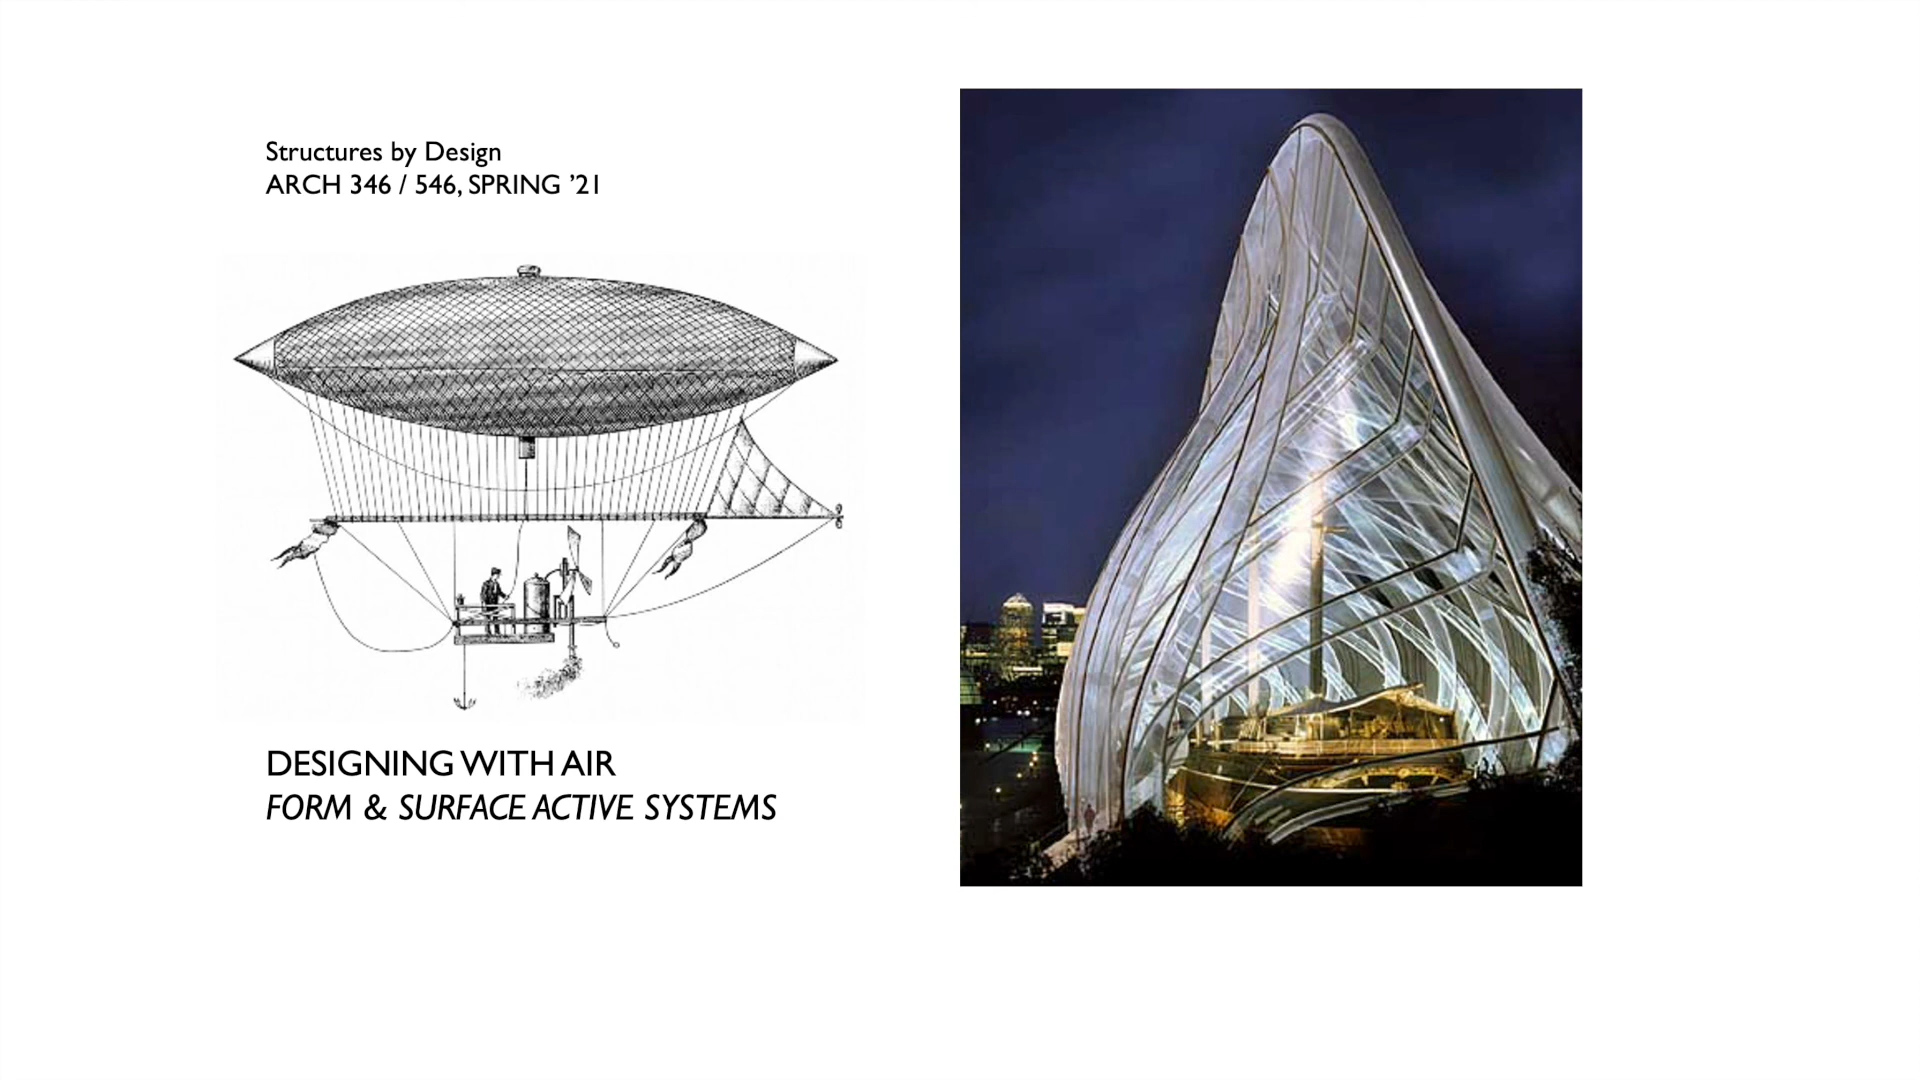 Structures by Design
ARCH 346 / 546, SPRING ’21
DESIGNING WITH AIR
FORM & SURFACE ACTIVE SYSTEMS